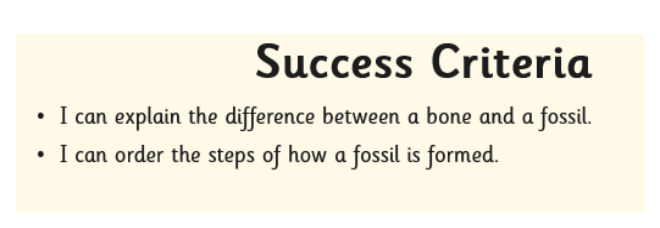 Success Criteria
• I can explain the difference between a bone and a fossil.
• I can order the steps of how a fossil is formed.